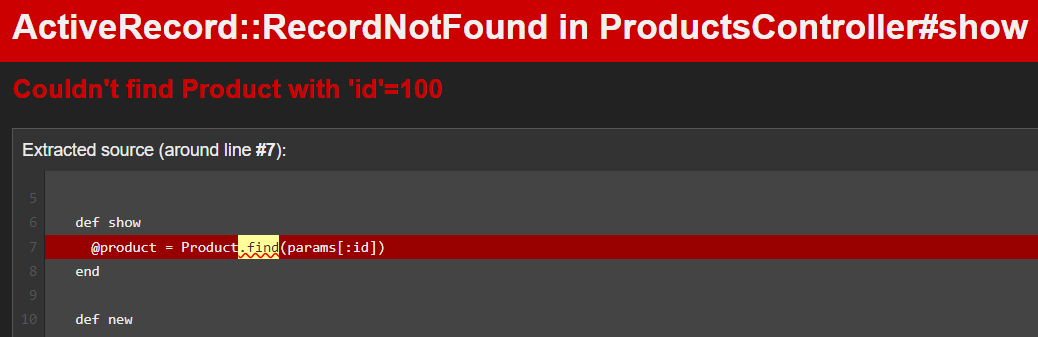 ActiveRecord::RecordNotFound in ProductsController#show
Couldn't find Product with 'id'=100
Extracted source (around line #7):
5
6 def show
7 @product = Product.find(params[:id])
8 end
9
10 def new